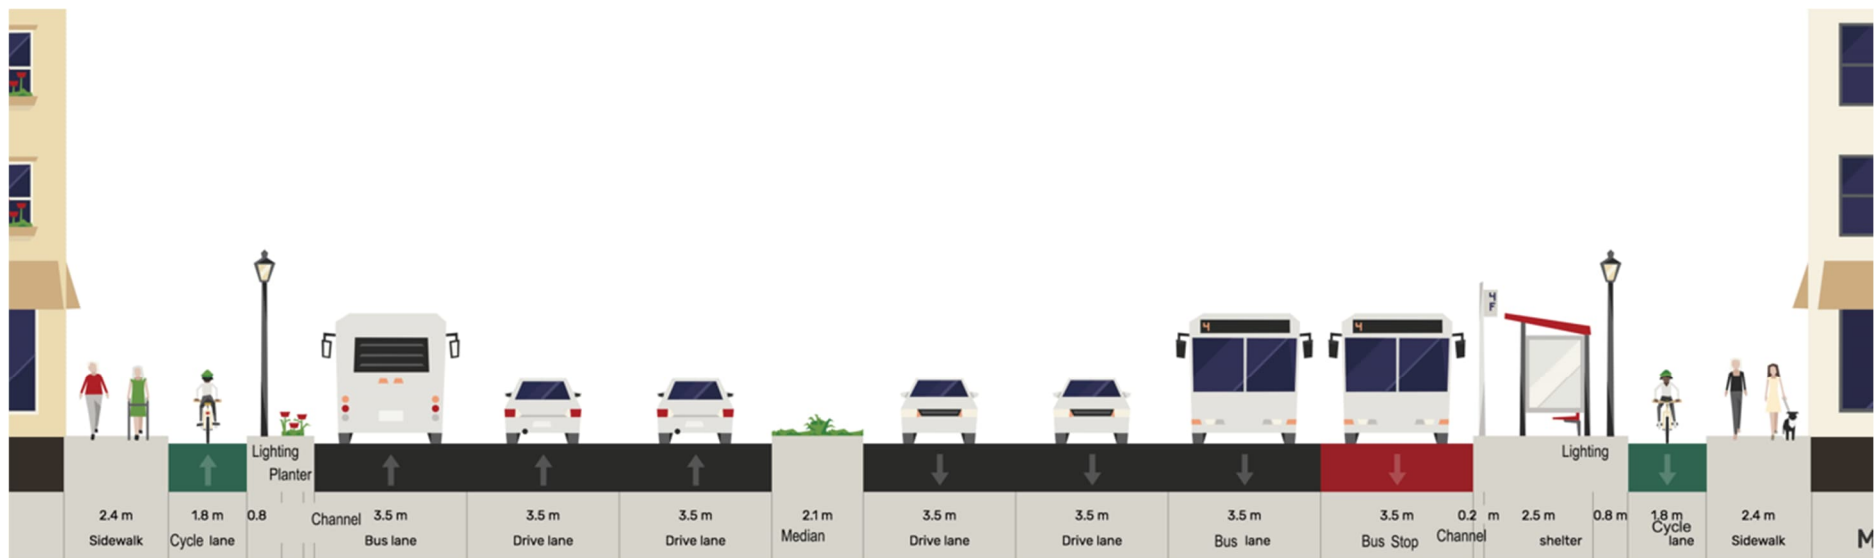 4
F
4
4
Lighting
Planter
Lighting
2.4 m
1.8 m
0.8
Channel
3.5 m
3.5 m
3.5 m
2.1 m
3.5 m
3.5 m
3.5 m
3.5 m
0.2 m
2.5 m
0.8 m
1.8 m
2.4 m
Sidewalk
Cycle lane
Bus lane
Drive lane
Drive lane
Median
Drive lane
Drive lane
Bus lane
Bus Stop
Channel
shelter
Cycle
lane
Sidewalk